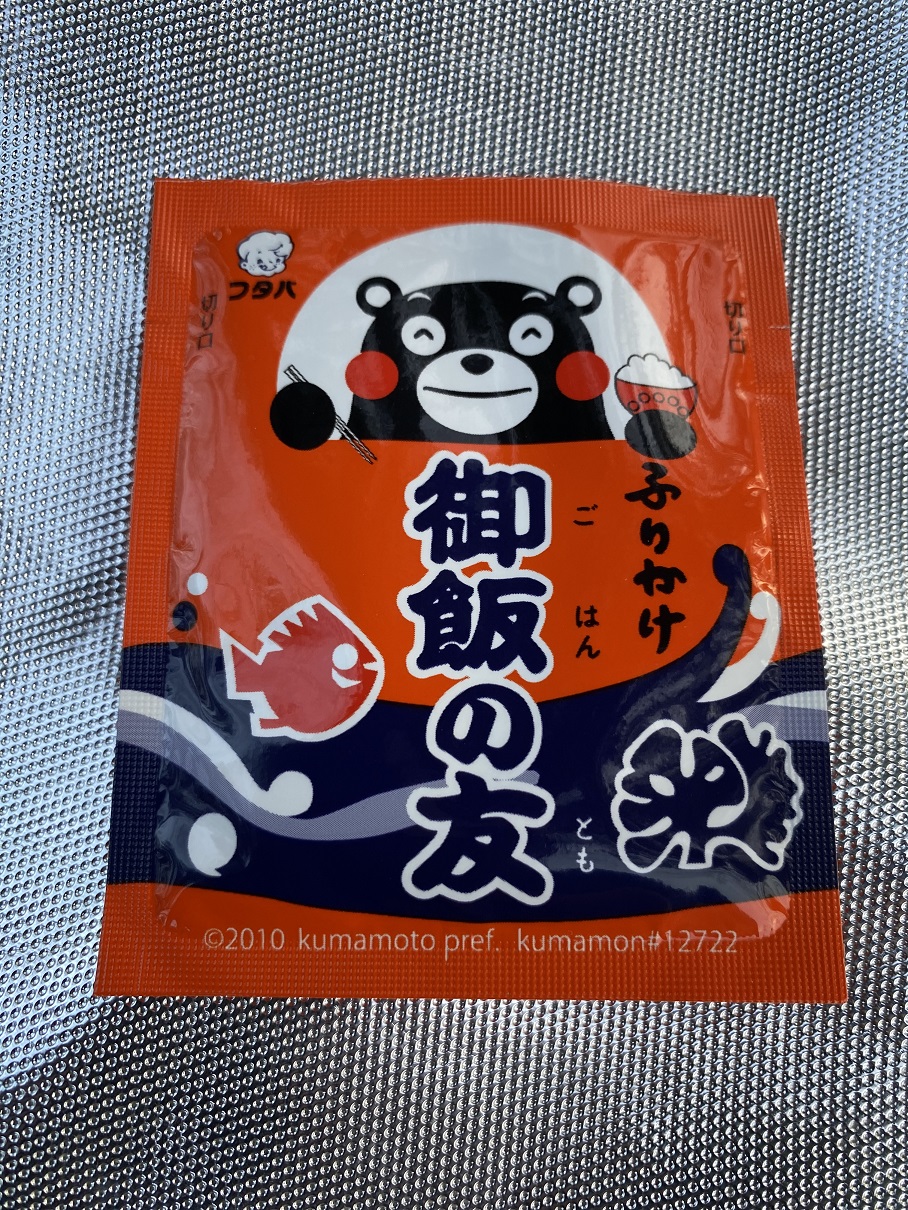 フタバ
切り口
切り口
ふりかけ
御飯の友
ご はん とも
©2010 kumamoto pref. kumamon#12722